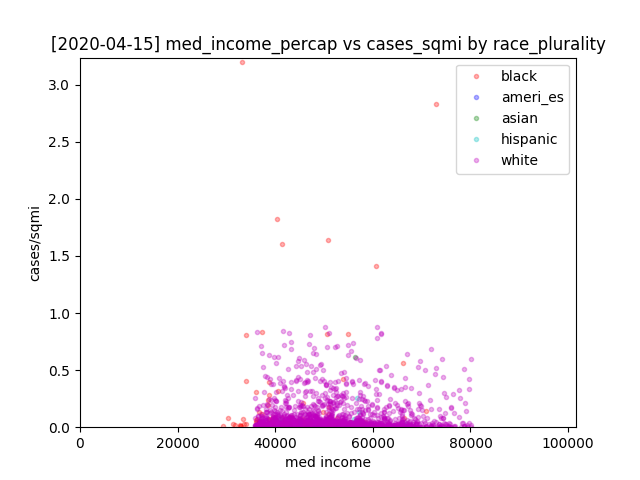 [2020-04-15] med_income_percap vs cases_sqmi by race_plurality
3.0
2.5
2.0
1.5
1.0
0.5
0.0
cases/sqmi
black
ameri_es
asian
hispanic
white
0 20000 40000 60000 80000 100000
med income